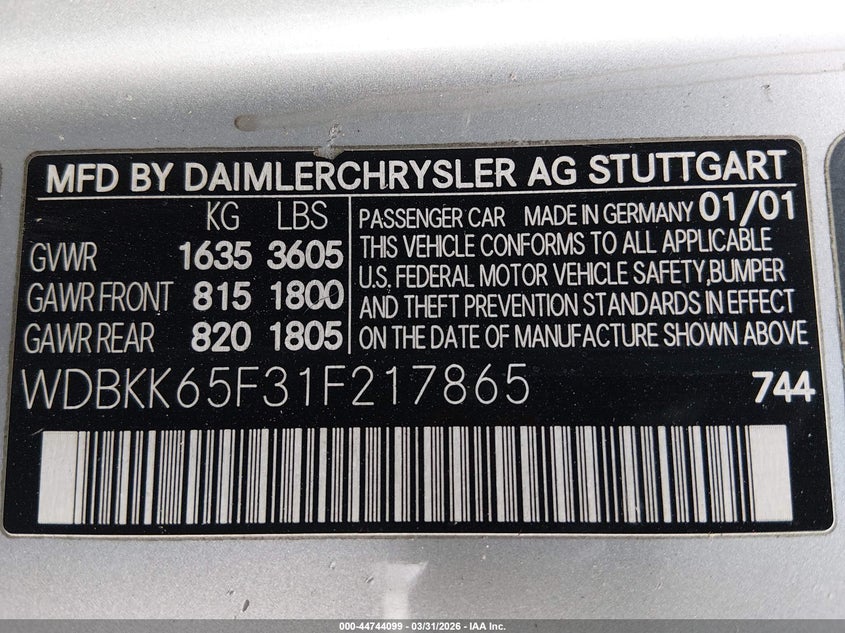 MFD BY DAIMLERCHRYSLER AG STUTTGART
KG LBS
GVWR 1635 3605
GAWR FRONT 815 1800
GAWR REAR 820 1805
PASSENGER CAR MADE IN GERMANY 01/01
THIS VEHICLE CONFORMS TO ALL APPLICABLE
U.S. FEDERAL MOTOR VEHICLE SAFETY,BUMPER
AND THEFT PREVENTION STANDARDS IN EFFECT
ON THE DATE OF MANUFACTURE SHOWN ABOVE
WDBKK65F31F217865 744
000-44744099 - 03/31/2026 - IAA Inc.